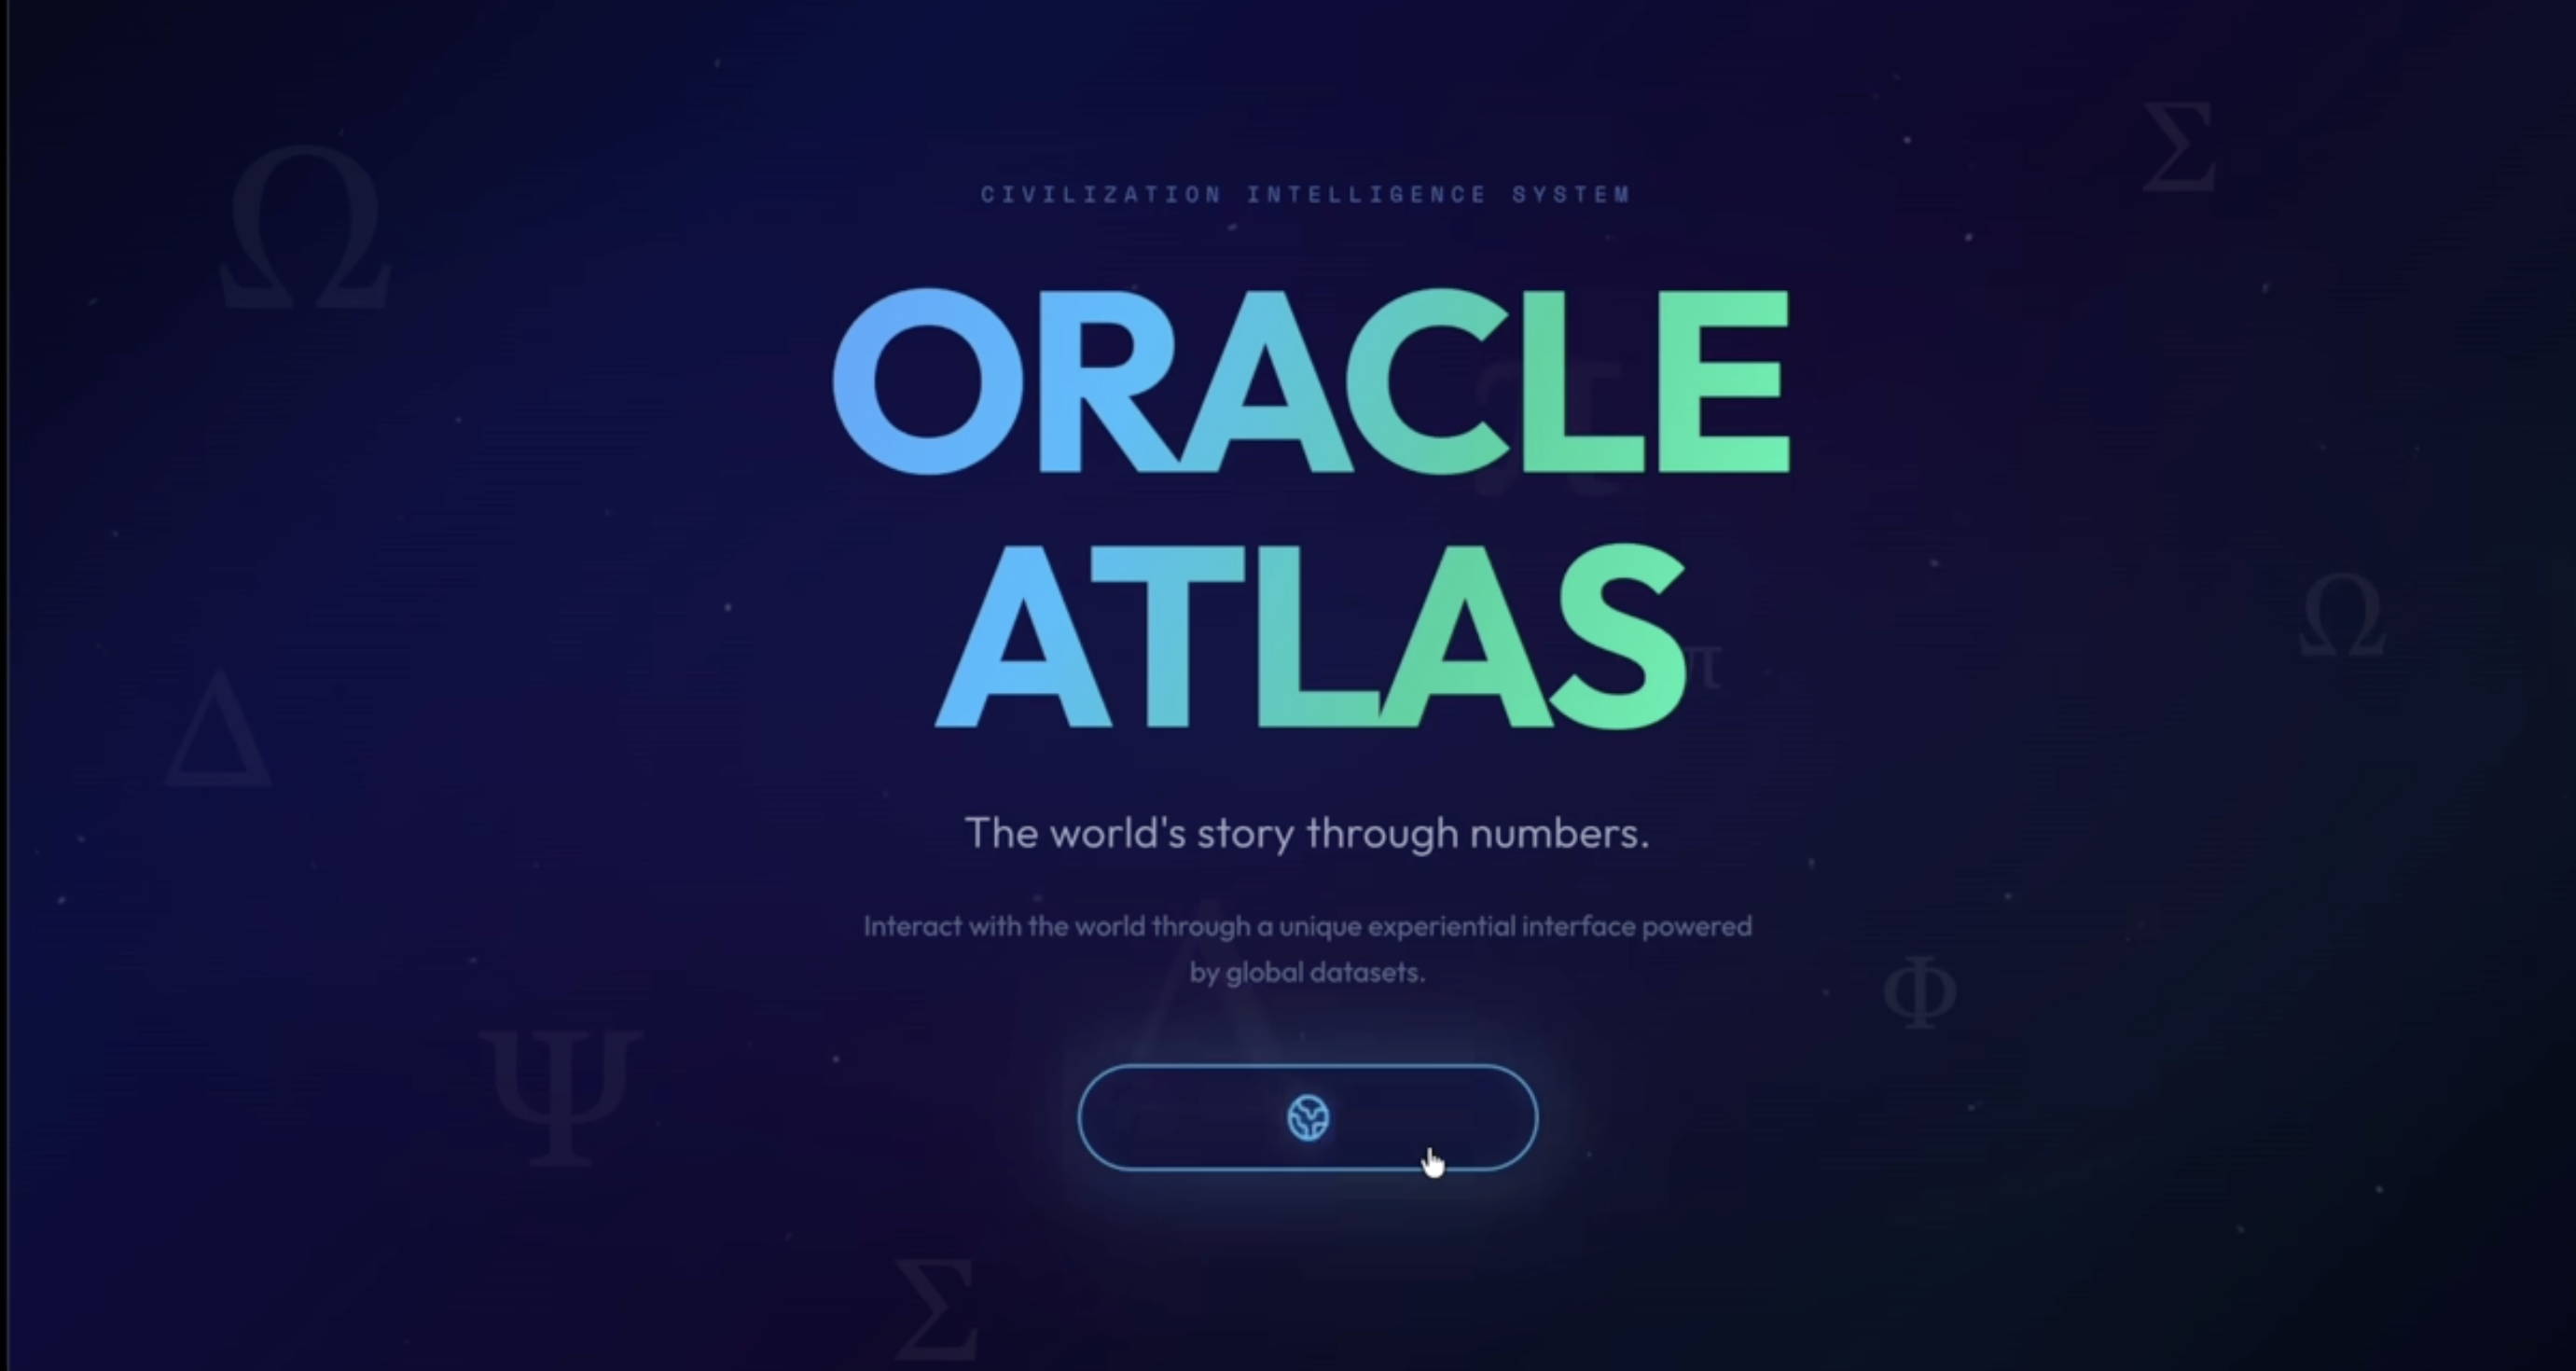 CIVILIZATION INTELLIGENCE SYSTEM
Σ
Ω
ORACLE
π
ATLAS
Ω
π
Δ
The world's story through numbers.
Interact with the world through a unique experiential interface powered
by global datasets.
Φ
Ψ
Σ